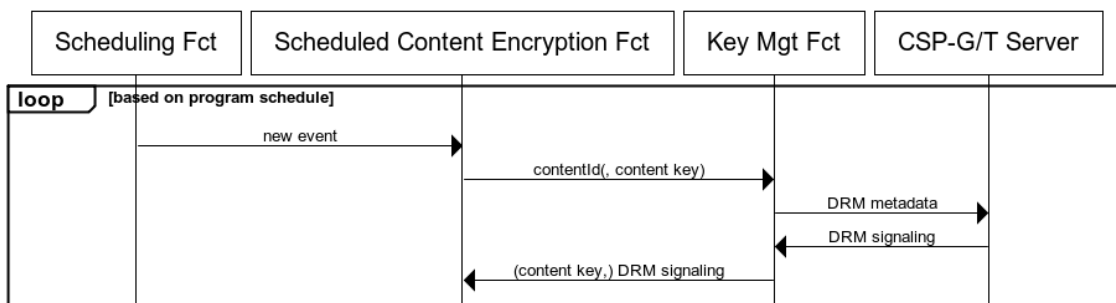 Scheduling Fct
Scheduled Content Encryption Fct
Key Mgt Fct
CSP-G/T Server
loop
[based on program schedule]
new event
contentId(, content key)
DRM metadata
DRM signaling
(content key,) DRM signaling